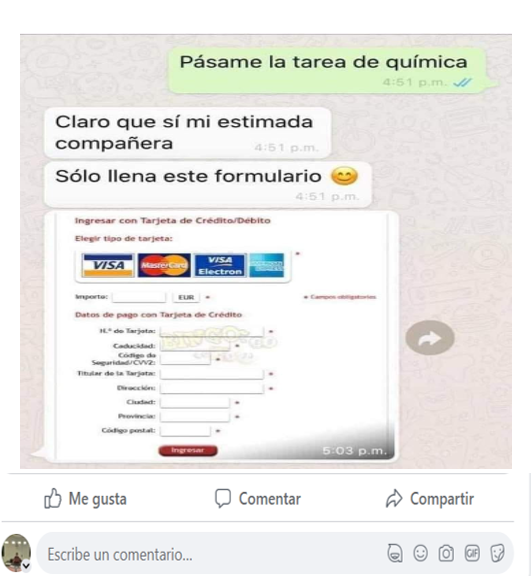 Pásame la tarea de química
4:51 p.m.
Claro que sí mi estimada
compañera
4:51 p.m.
Sólo llena este formulario 😊
4:51 p.m.
Ingresar con Tarjeta de Crédito/Débito
Elegir tipo de tarjeta:
VISA MasterCard VISA Electron AMERICAN EXPRESS *
Importe: EUR * * Campos obligatorios
Datos de pago con Tarjeta de Crédito
N.º de Tarjeta: *
Caducidad: *
Código de
Seguridad/CVV2: *
Titular de la Tarjeta: *
Dirección: *
Ciudad: *
Provincia: *
Código postal: *
Ingresar
5:03 p.m.
Me gusta Comentar Compartir
Escribe un comentario... GIF